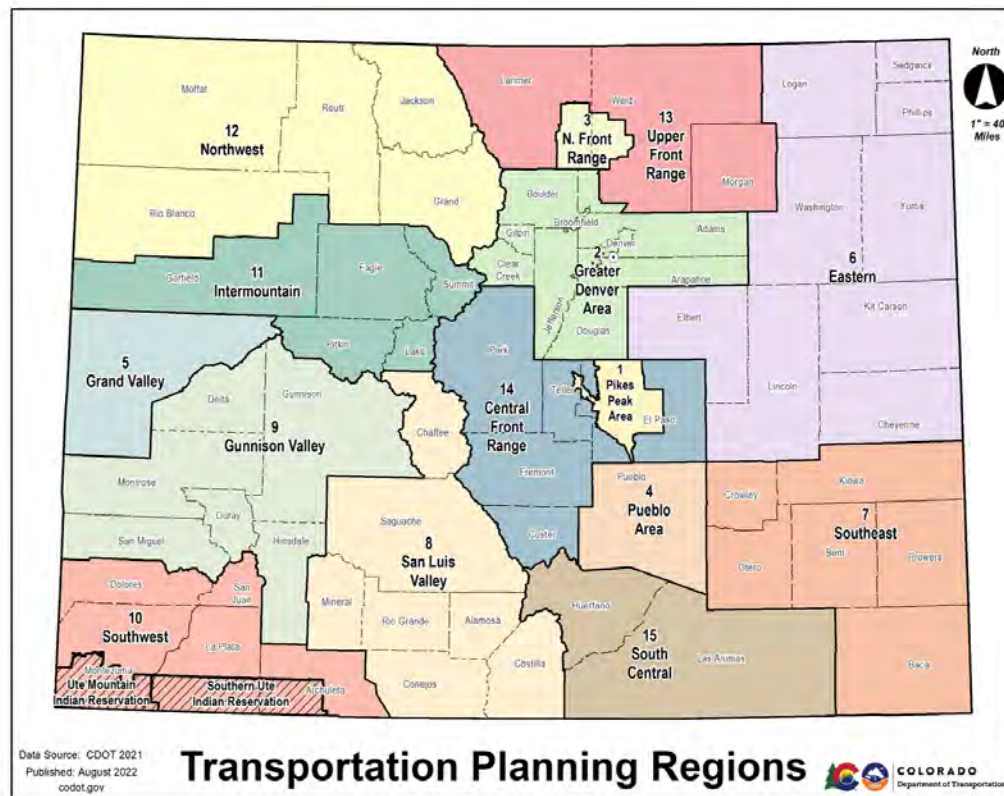 North
1" = 40
Miles
Moffat
Routt
Jackson
Larimer
Weld
Logan
Sedgwick
Phillips
12
Northwest
3
N. Front
Range
13
Upper
Front
Range
Morgan
Washington
Yuma
Rio Blanco
Grand
Boulder
Broomfield
Gilpin
Clear
Creek
Denver
Adams
2
Greater
Denver
Area
Arapahoe
Jefferson
Douglas
6
Eastern
Garfield
11
Intermountain
Eagle
Summit
Pitkin
Lake
Elbert
Kit Carson
Lincoln
Cheyenne
5
Grand Valley
Delta
Gunnison
9
Gunnison Valley
Montrose
Ouray
San Miguel
Hinsdale
Chaffee
Park
Teller
14
Central
Front
Range
Fremont
Custer
1
Pikes
Peak
Area
El Paso
Pueblo
4
Pueblo
Area
Crowley
Kiowa
7
Southeast
Otero
Bent
Prowers
Baca
Saguache
8
San Luis
Valley
Mineral
Rio Grande
Alamosa
Conejos
Costilla
Huerfano
15
South
Central
Las Animas
Dolores
San
Juan
10
Southwest
La Plata
Montezuma
Archuleta
Ute Mountain
Indian Reservation
Southern Ute
Indian Reservation
Data Source: CDOT 2021
Published: August 2022
codot.gov
Transportation Planning Regions
COLORADO
Department of Transportation